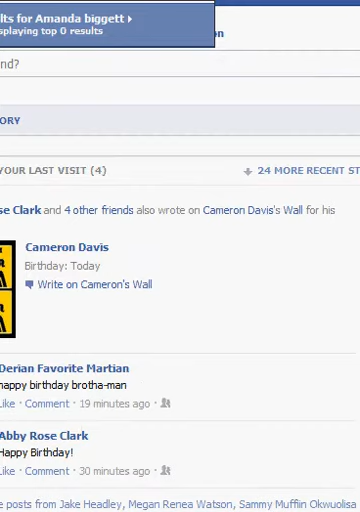 lts for Amanda biggett
splaying top 0 results
on
nd?
ORY
YOUR LAST VISIT (4)
24 MORE RECENT ST
se Clark and 4 other friends also wrote on Cameron Davis's Wall for his
Cameron Davis
Birthday: Today
Write on Cameron's Wall
Derian Favorite Martian
happy birthday brotha-man
Like · Comment · 19 minutes ago ·
Abby Rose Clark
Happy Birthday!
Like · Comment · 30 minutes ago ·
e posts from Jake Headley, Megan Renea Watson, Sammy Mufflin Okwuolisa